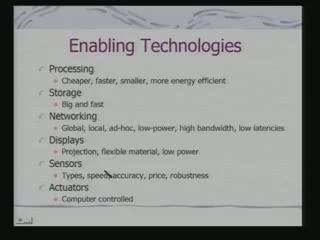 Enabling Technologies
Processing
Cheaper, faster, smaller, more energy efficient
Storage
Big and fast
Networking
Global, local, ad-hoc, low-power, high bandwidth, low latencies
Displays
Projection, flexible material, low power
Sensors
Types, speed, accuracy, price, robustness
Actuators
Computer controlled